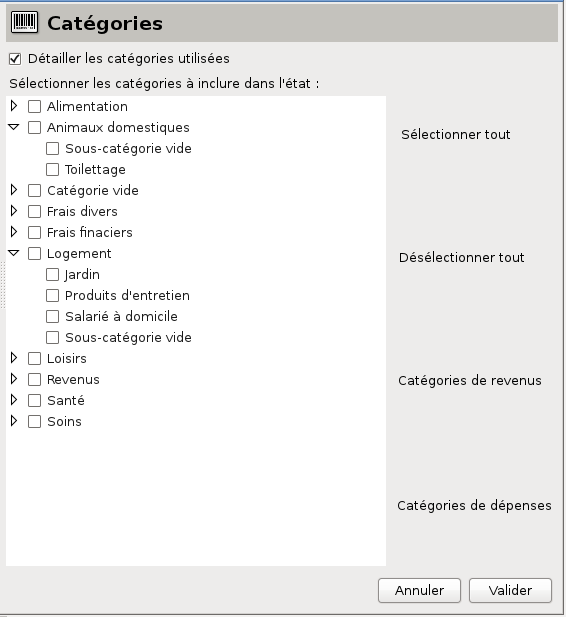 Catégories
Détailler les catégories utilisées
Sélectionner les catégories à inclure dans l'état :
Alimentation
Animaux domestiques
Sous-catégorie vide
Toilettage
Catégorie vide
Frais divers
Frais finaciers
Logement
Jardin
Produits d'entretien
Salarié à domicile
Sous-catégorie vide
Loisirs
Revenus
Santé
Soins
Sélectionner tout
Désélectionner tout
Catégories de revenus
Catégories de dépenses
Annuler
Valider